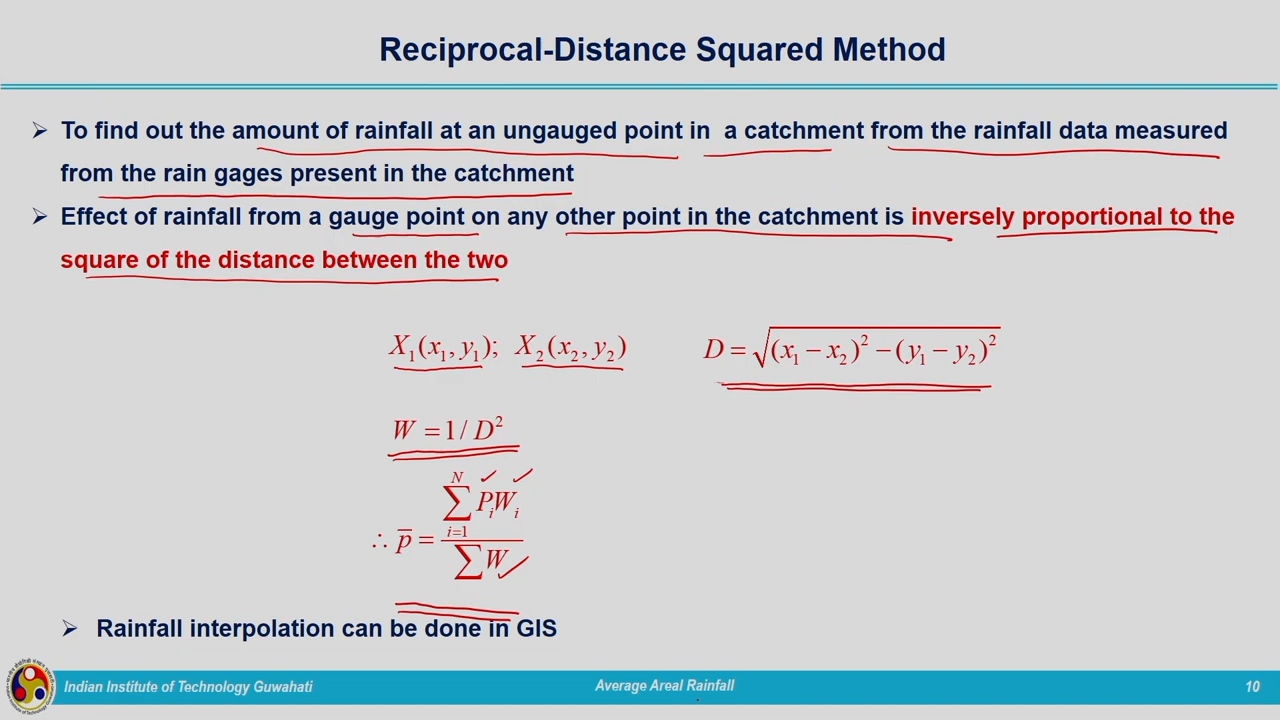 Reciprocal-Distance Squared Method
➢ To find out the amount of rainfall at an ungauged point in a catchment from the rainfall data measured
from the rain gages present in the catchment
➢ Effect of rainfall from a gauge point on any other point in the catchment is inversely proportional to the
square of the distance between the two
X₁(x₁, y₁); X₂(x₂, y₂) D = √((x₁ − x₂)² − (y₁ − y₂)²)
W = 1 / D²
∴ p̅ = ∑_{i=1}^{N} P_i W_i / ∑ W
➢ Rainfall interpolation can be done in GIS
Indian Institute of Technology Guwahati Average Areal Rainfall 10